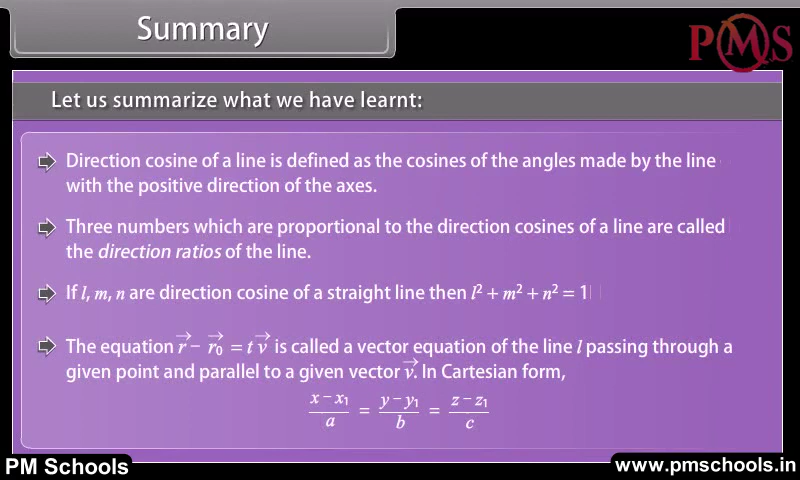 Summary
PMS
Let us summarize what we have learnt:
Direction cosine of a line is defined as the cosines of the angles made by the line
with the positive direction of the axes.
Three numbers which are proportional to the direction cosines of a line are called
the direction ratios of the line.
If l, m, n are direction cosine of a straight line then l² + m² + n² = 1
The equation r⃗ − r⃗₀ = t v⃗ is called a vector equation of the line l passing through a
given point and parallel to a given vector v⃗. In Cartesian form,
(x − x₁)/a = (y − y₁)/b = (z − z₁)/c
PM Schools
www.pmschools.in